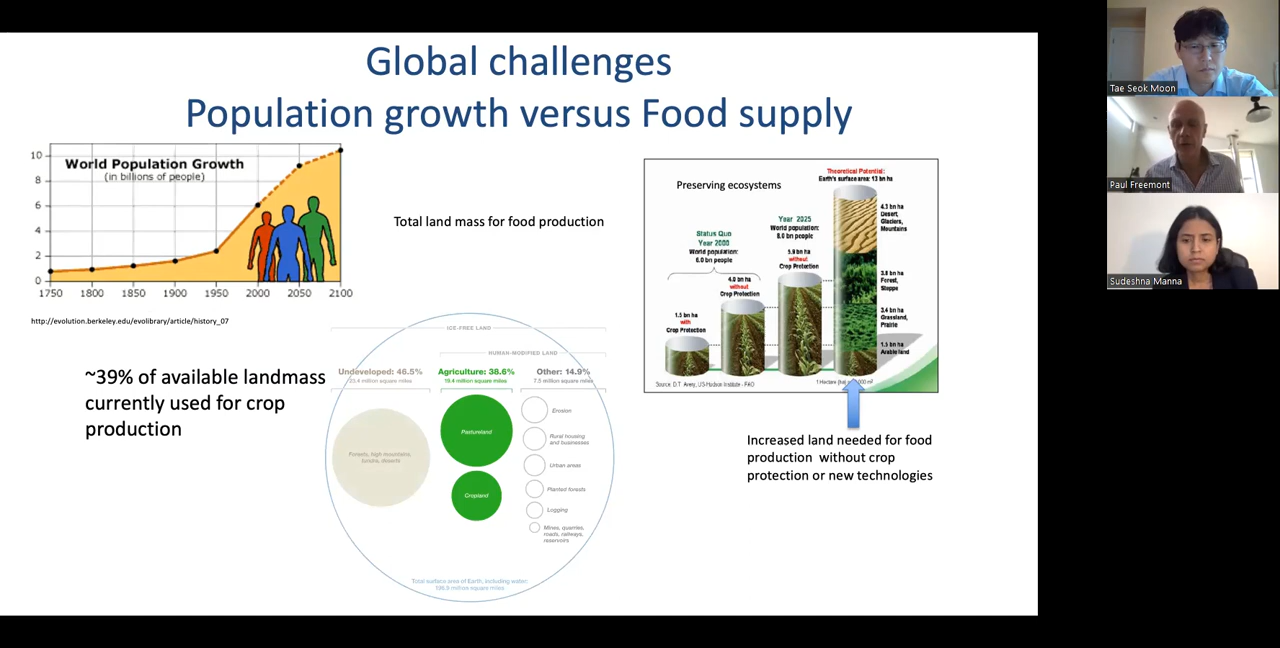 Global challenges
Population growth versus Food supply
World Population Growth
(in billions of people)
10
8
6
4
2
0
1750 1800 1850 1900 1950 2000 2050 2100
http://evolution.berkeley.edu/evolibrary/article/history_07
~39% of available landmass
currently used for crop
production
Total land mass for food production
ICE-FREE LAND
HUMAN-MODIFIED LAND
Undeveloped: 46.5%
Agriculture: 38.6%
19.4 million square miles
Other: 14.9%
7.5 million square miles
Forests, high mountains,
tundra, deserts
Pastureland
Cropland
Erosion
Rural housing
and businesses
Urban areas
Planted forests
Logging
Mines, quarries,
roads, railways,
reservoirs
Total surface area of Earth, including water:
196.9 million square miles
Preserving ecosystems
Theoretical Potential:
Earth's surface area: 13 bn ha
Status Quo
Year 2000
World population:
6.0 bn people
Year 2025
World population:
8.0 bn people
1.5 bn ha
with
Crop Protection
4.0 bn ha
without
Crop Protection
5.9 bn ha
without
Crop Protection
4.3 bn ha
Desert,
Glaciers,
Mountains
3.8 bn ha
Forest,
Steppe
3.4 bn ha
Grassland,
Prairie
1.5 bn ha
Arable land
Source: D.T. Avery, US-Hudson Institute - FAO
1 Hectare
Increased land needed for food
production without crop
protection or new technologies
Tae Seok Moon
Paul Freemont
Sudeshna Manna